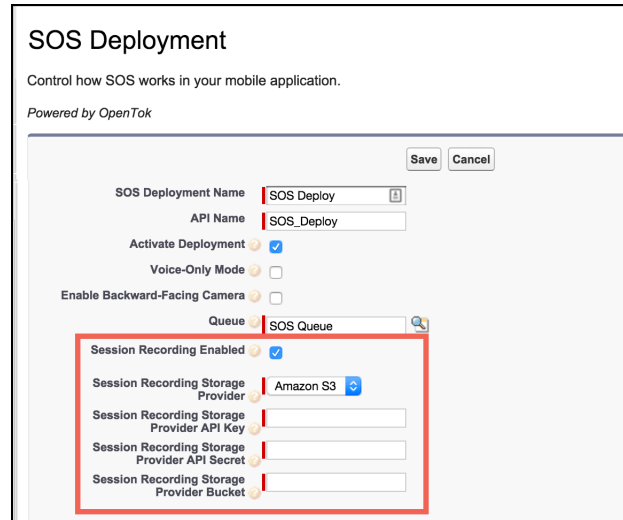 SOS Deployment
Control how SOS works in your mobile application.
Powered by OpenTok
Save Cancel
SOS Deployment Name SOS Deploy
API Name SOS_Deploy
Activate Deployment ?
Voice-Only Mode ?
Enable Backward-Facing Camera ?
Queue ? SOS Queue
Session Recording Enabled ?
Session Recording Storage
Provider ? Amazon S3
Session Recording Storage
Provider API Key ?
Session Recording Storage
Provider API Secret ?
Session Recording Storage
Provider Bucket ?